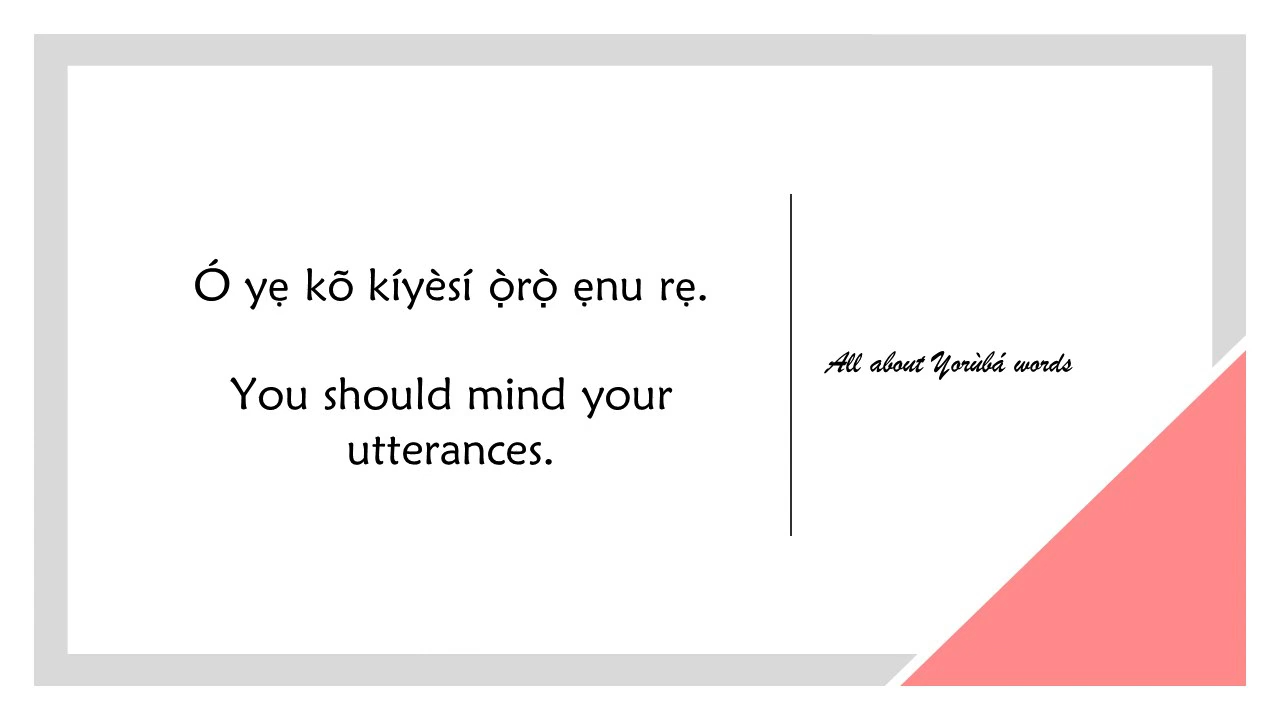 Ó yẹ kõ kíyèsí ọ̀rọ̀ ẹnu rẹ.
You should mind your
utterances.
All about Yorùbá words